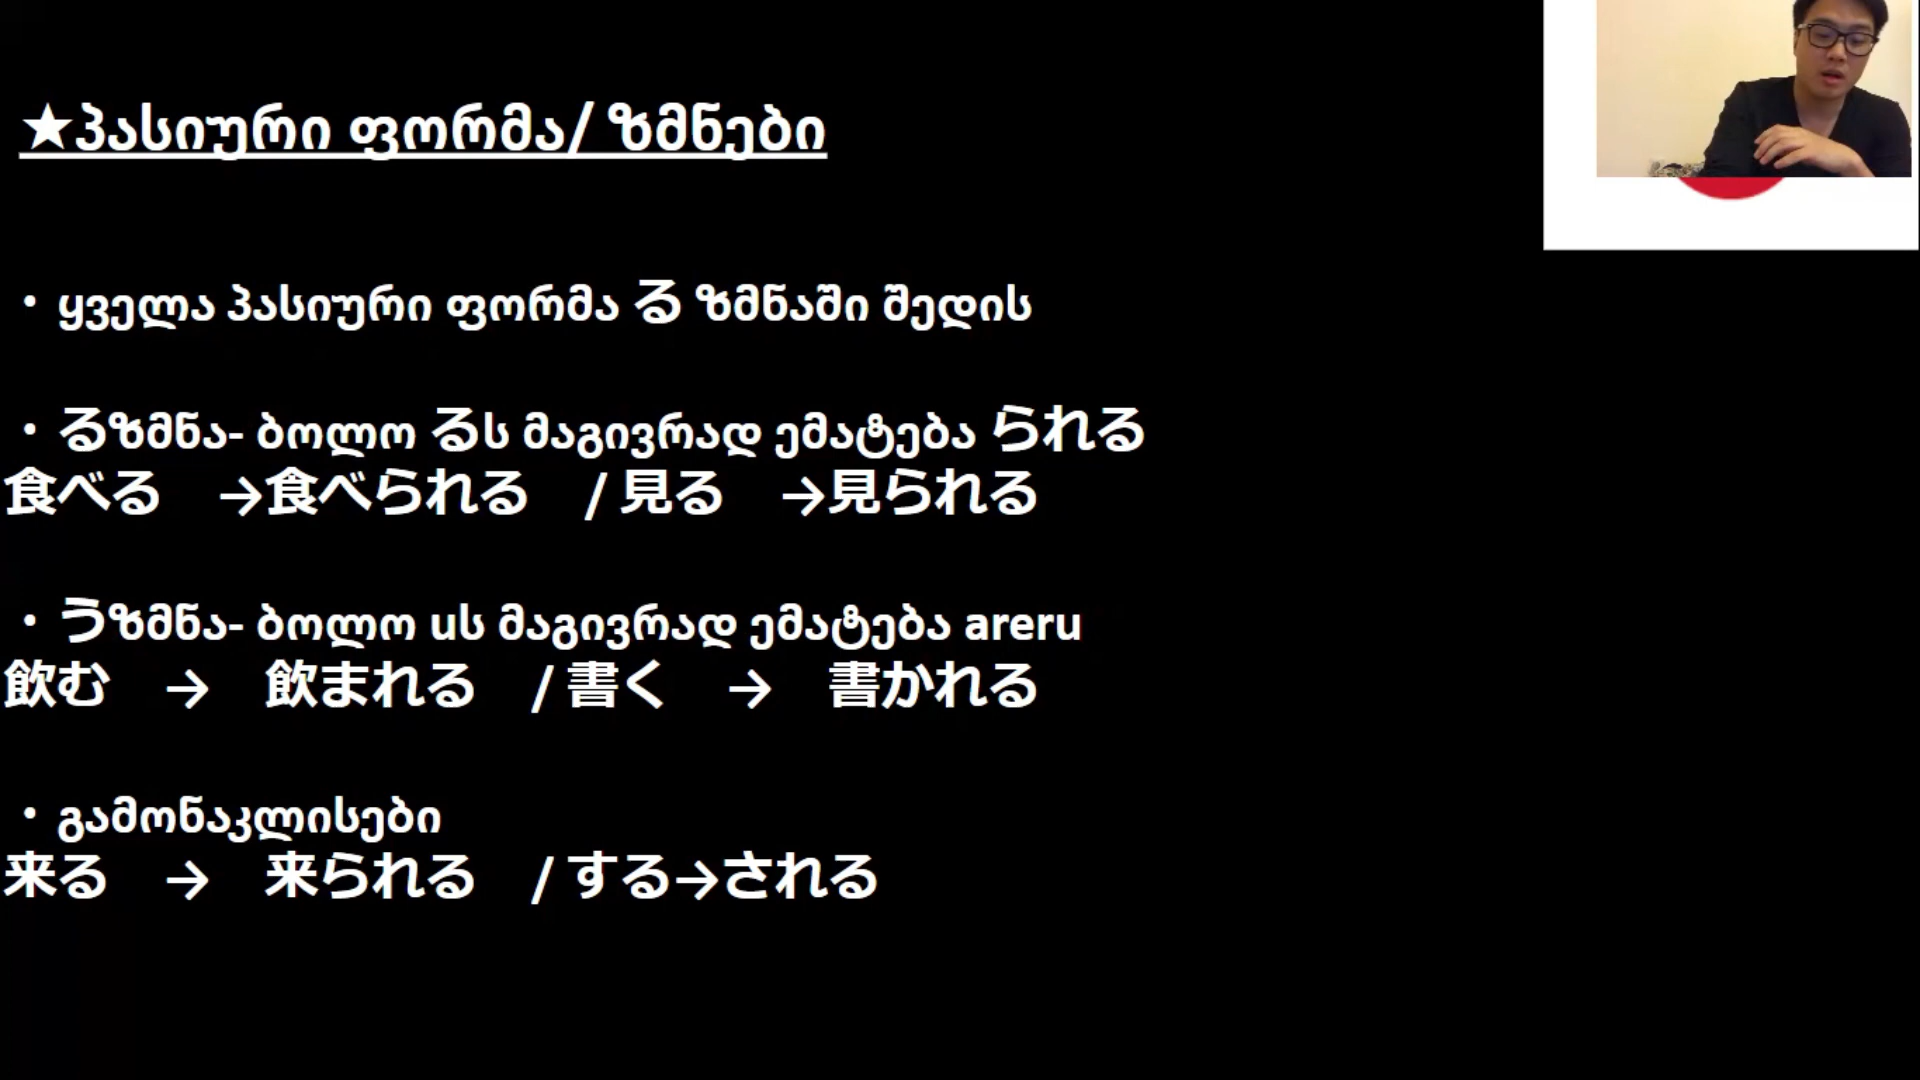 ★პასიური ფორმა/ ზმნები
・ყველა პასიური ფორმა る ზმნაში შედის
・るზმნა- ბოლო るს მაგივრად ემატება られる
食べる　→食べられる　/ 見る　→見られる
・うზმნა- ბოლო uს მაგივრად ემატება areru
飲む　→　飲まれる　/ 書く　→　書かれる
・გამონაკლისები
来る　→　来られる　/ する→される